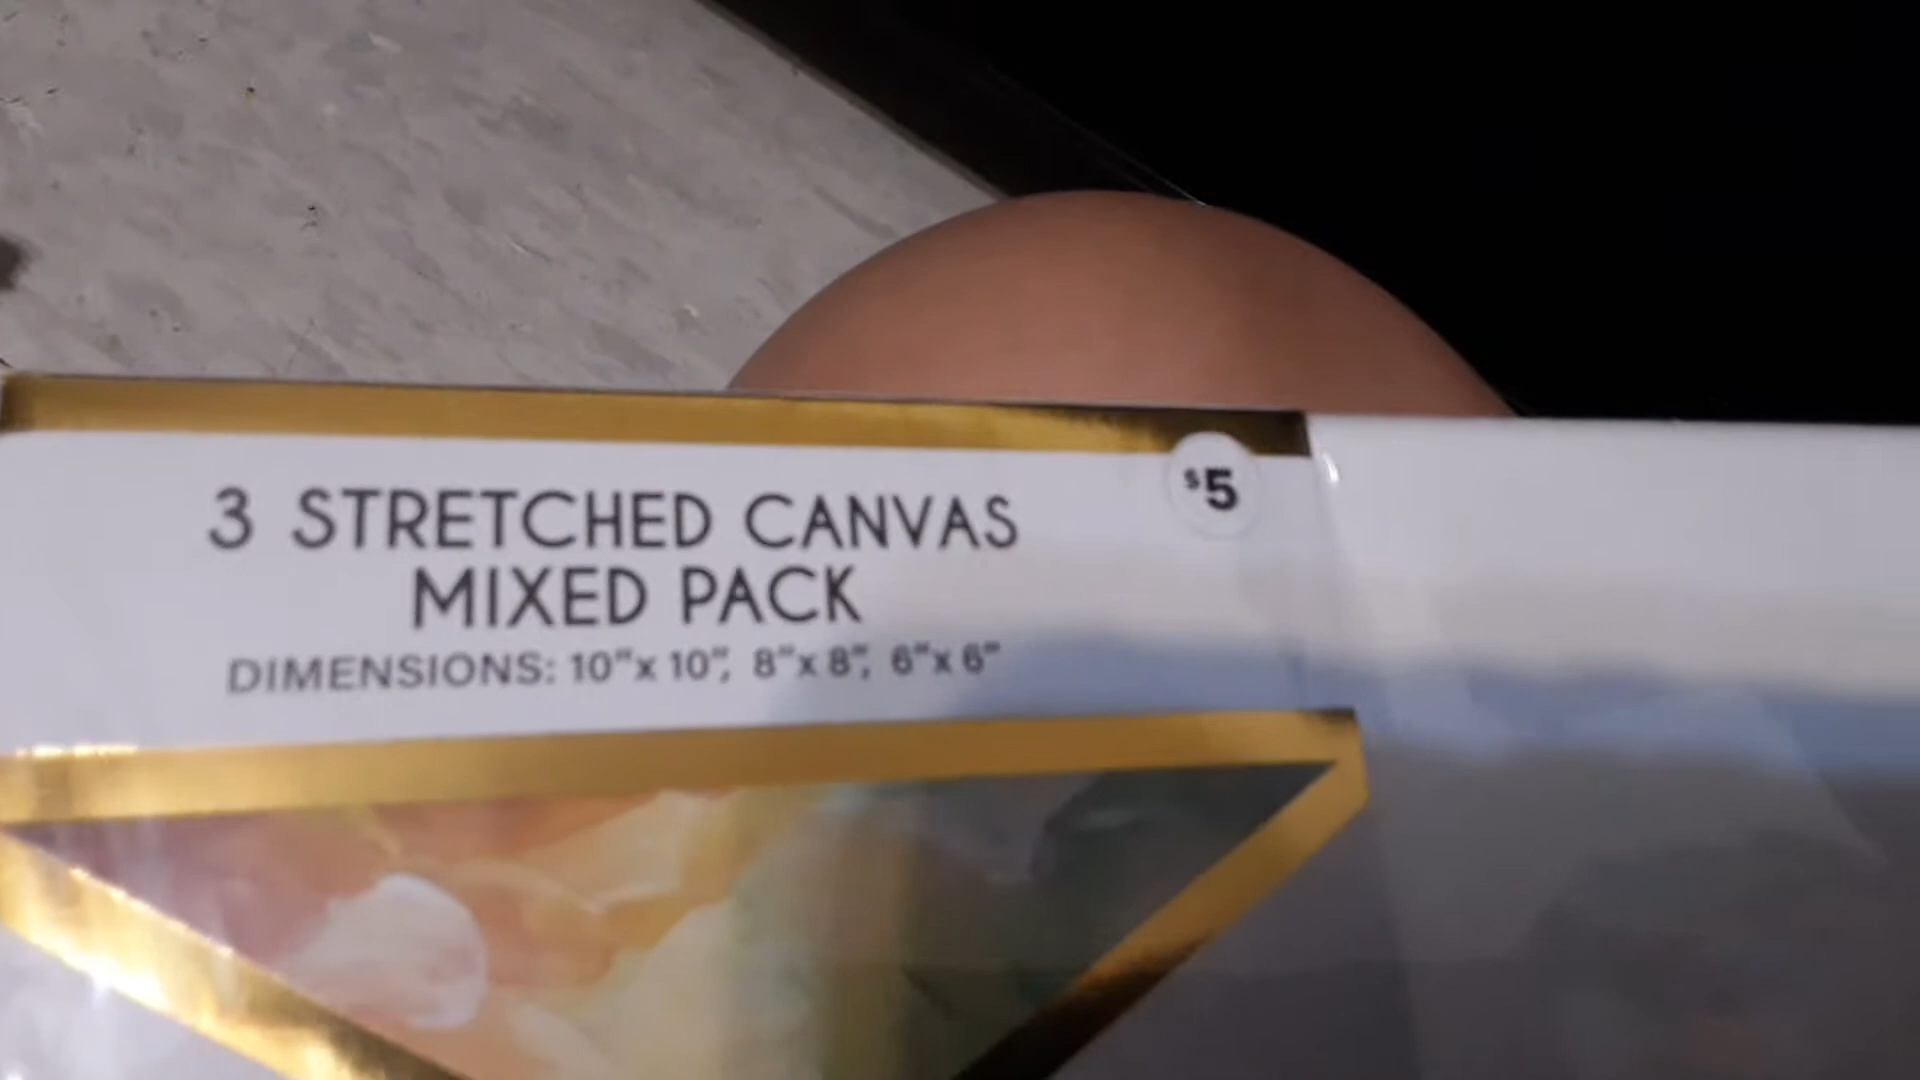 $5
3 STRETCHED CANVAS
MIXED PACK
DIMENSIONS: 10"x 10", 8"x 8", 6"x 6"